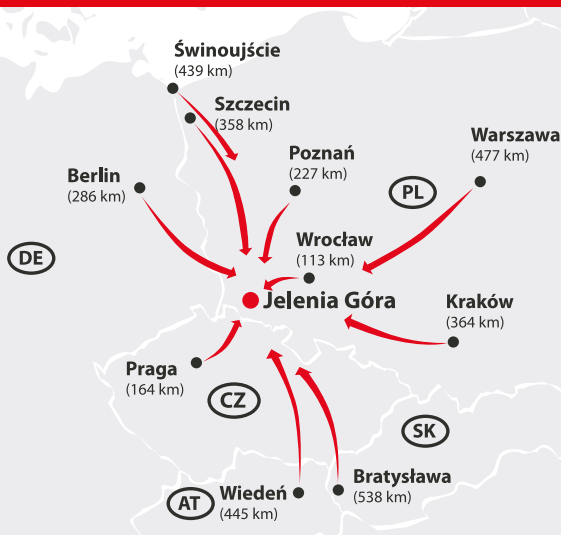 Świnoujście
(439 km)
Szczecin
(358 km)
Warszawa
(477 km)
Poznań
(227 km)
Berlin
(286 km)
PL
Wrocław
(113 km)
DE
Jelenia Góra
Kraków
(364 km)
Praga
(164 km)
CZ
SK
Bratysława
(538 km)
AT
Wiedeń
(445 km)